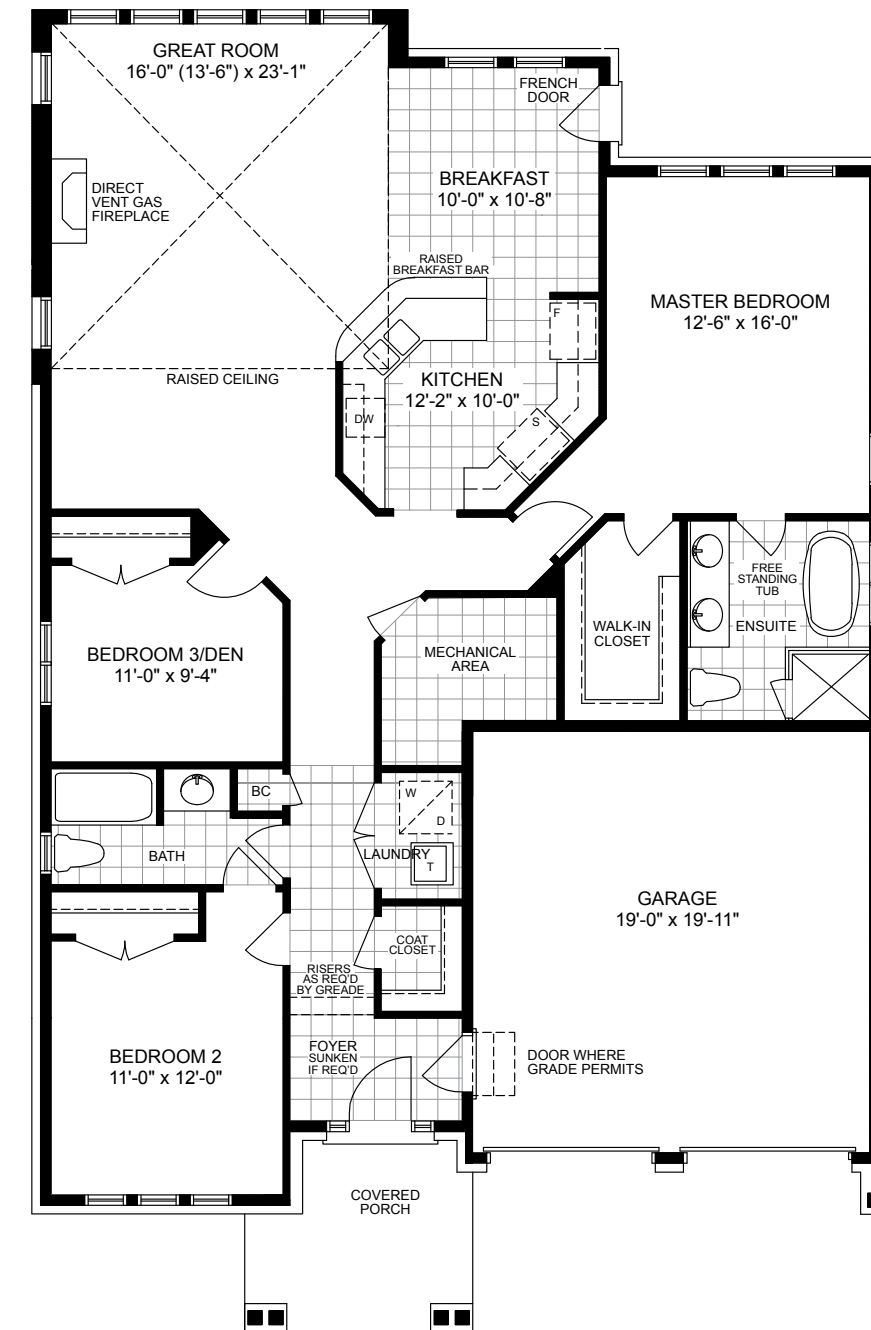 GREAT ROOM
16'-0" (13'-6") x 23'-1"
FRENCH
DOOR
DIRECT
VENT GAS
FIREPLACE
BREAKFAST
10'-0" x 10'-8"
RAISED
BREAKFAST BAR
MASTER BEDROOM
12'-6" x 16'-0"
F
RAISED CEILING
KITCHEN
12'-2" x 10'-0"
DW
S
FREE
STANDING
TUB
ENSUITE
WALK-IN
CLOSET
MECHANICAL
AREA
BEDROOM 3/DEN
11'-0" x 9'-4"
BC
W
D
LAUNDRY
T
BATH
GARAGE
19'-0" x 19'-11"
COAT
CLOSET
RISERS
AS REQ'D
BY GREADE
FOYER
SUNKEN
IF REQ'D
BEDROOM 2
11'-0" x 12'-0"
DOOR WHERE
GRADE PERMITS
COVERED
PORCH